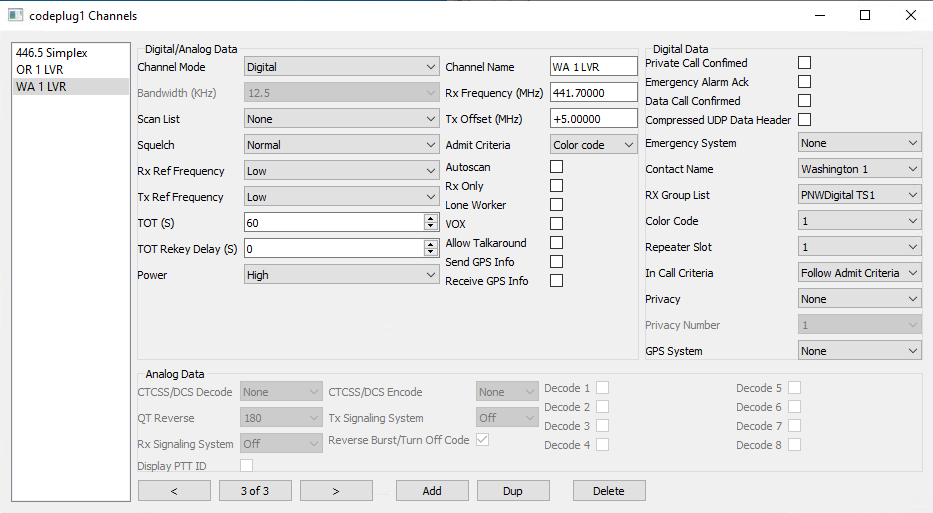 codeplug1 Channels
446.5 Simplex
OR 1 LVR
WA 1 LVR
Digital/Analog Data
Channel Mode Digital
Bandwidth (KHz) 12.5
Scan List None
Squelch Normal
Rx Ref Frequency Low
Tx Ref Frequency Low
TOT (S) 60
TOT Rekey Delay (S) 0
Power High
Channel Name WA 1 LVR
Rx Frequency (MHz) 441.70000
Tx Offset (MHz) +5.00000
Admit Criteria Color code
Autoscan
Rx Only
Lone Worker
VOX
Allow Talkaround
Send GPS Info
Receive GPS Info
Digital Data
Private Call Confimed
Emergency Alarm Ack
Data Call Confirmed
Compressed UDP Data Header
Emergency System None
Contact Name Washington 1
RX Group List PNWDigital TS1
Color Code 1
Repeater Slot 1
In Call Criteria Follow Admit Criteria
Privacy None
Privacy Number 1
GPS System None
Analog Data
CTCSS/DCS Decode None
QT Reverse 180
Rx Signaling System Off
Display PTT ID
CTCSS/DCS Encode None
Tx Signaling System Off
Reverse Burst/Turn Off Code
Decode 1
Decode 2
Decode 3
Decode 4
Decode 5
Decode 6
Decode 7
Decode 8
< 3 of 3 > Add Dup Delete